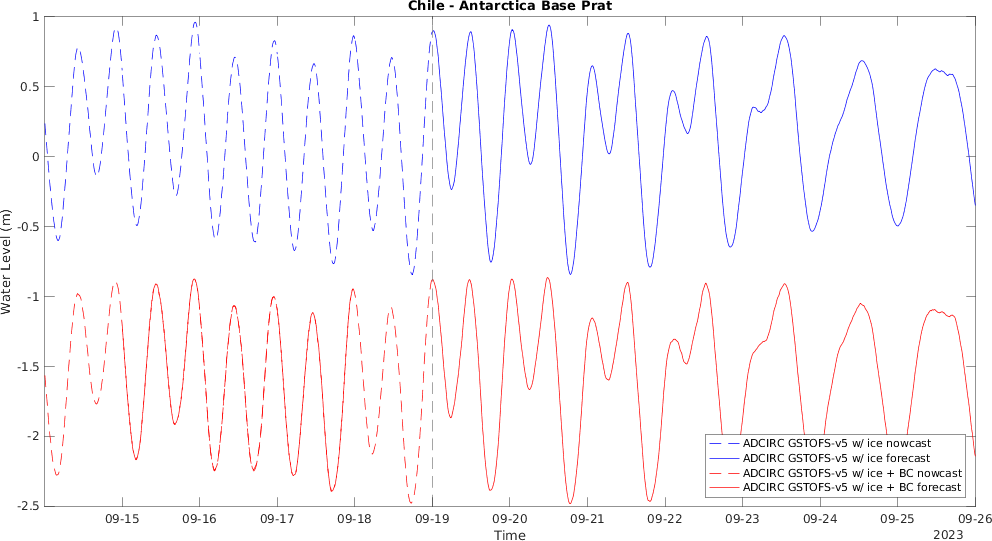 Chile - Antarctica Base Prat
Water Level (m)
1
0.5
0
-0.5
-1
-1.5
-2
-2.5
ADCIRC GSTOFS-v5 w/ ice nowcast
ADCIRC GSTOFS-v5 w/ ice forecast
ADCIRC GSTOFS-v5 w/ ice + BC nowcast
ADCIRC GSTOFS-v5 w/ ice + BC forecast
09-15 09-16 09-17 09-18 09-19 09-20 09-21 09-22 09-23 09-24 09-25 09-26
Time
2023